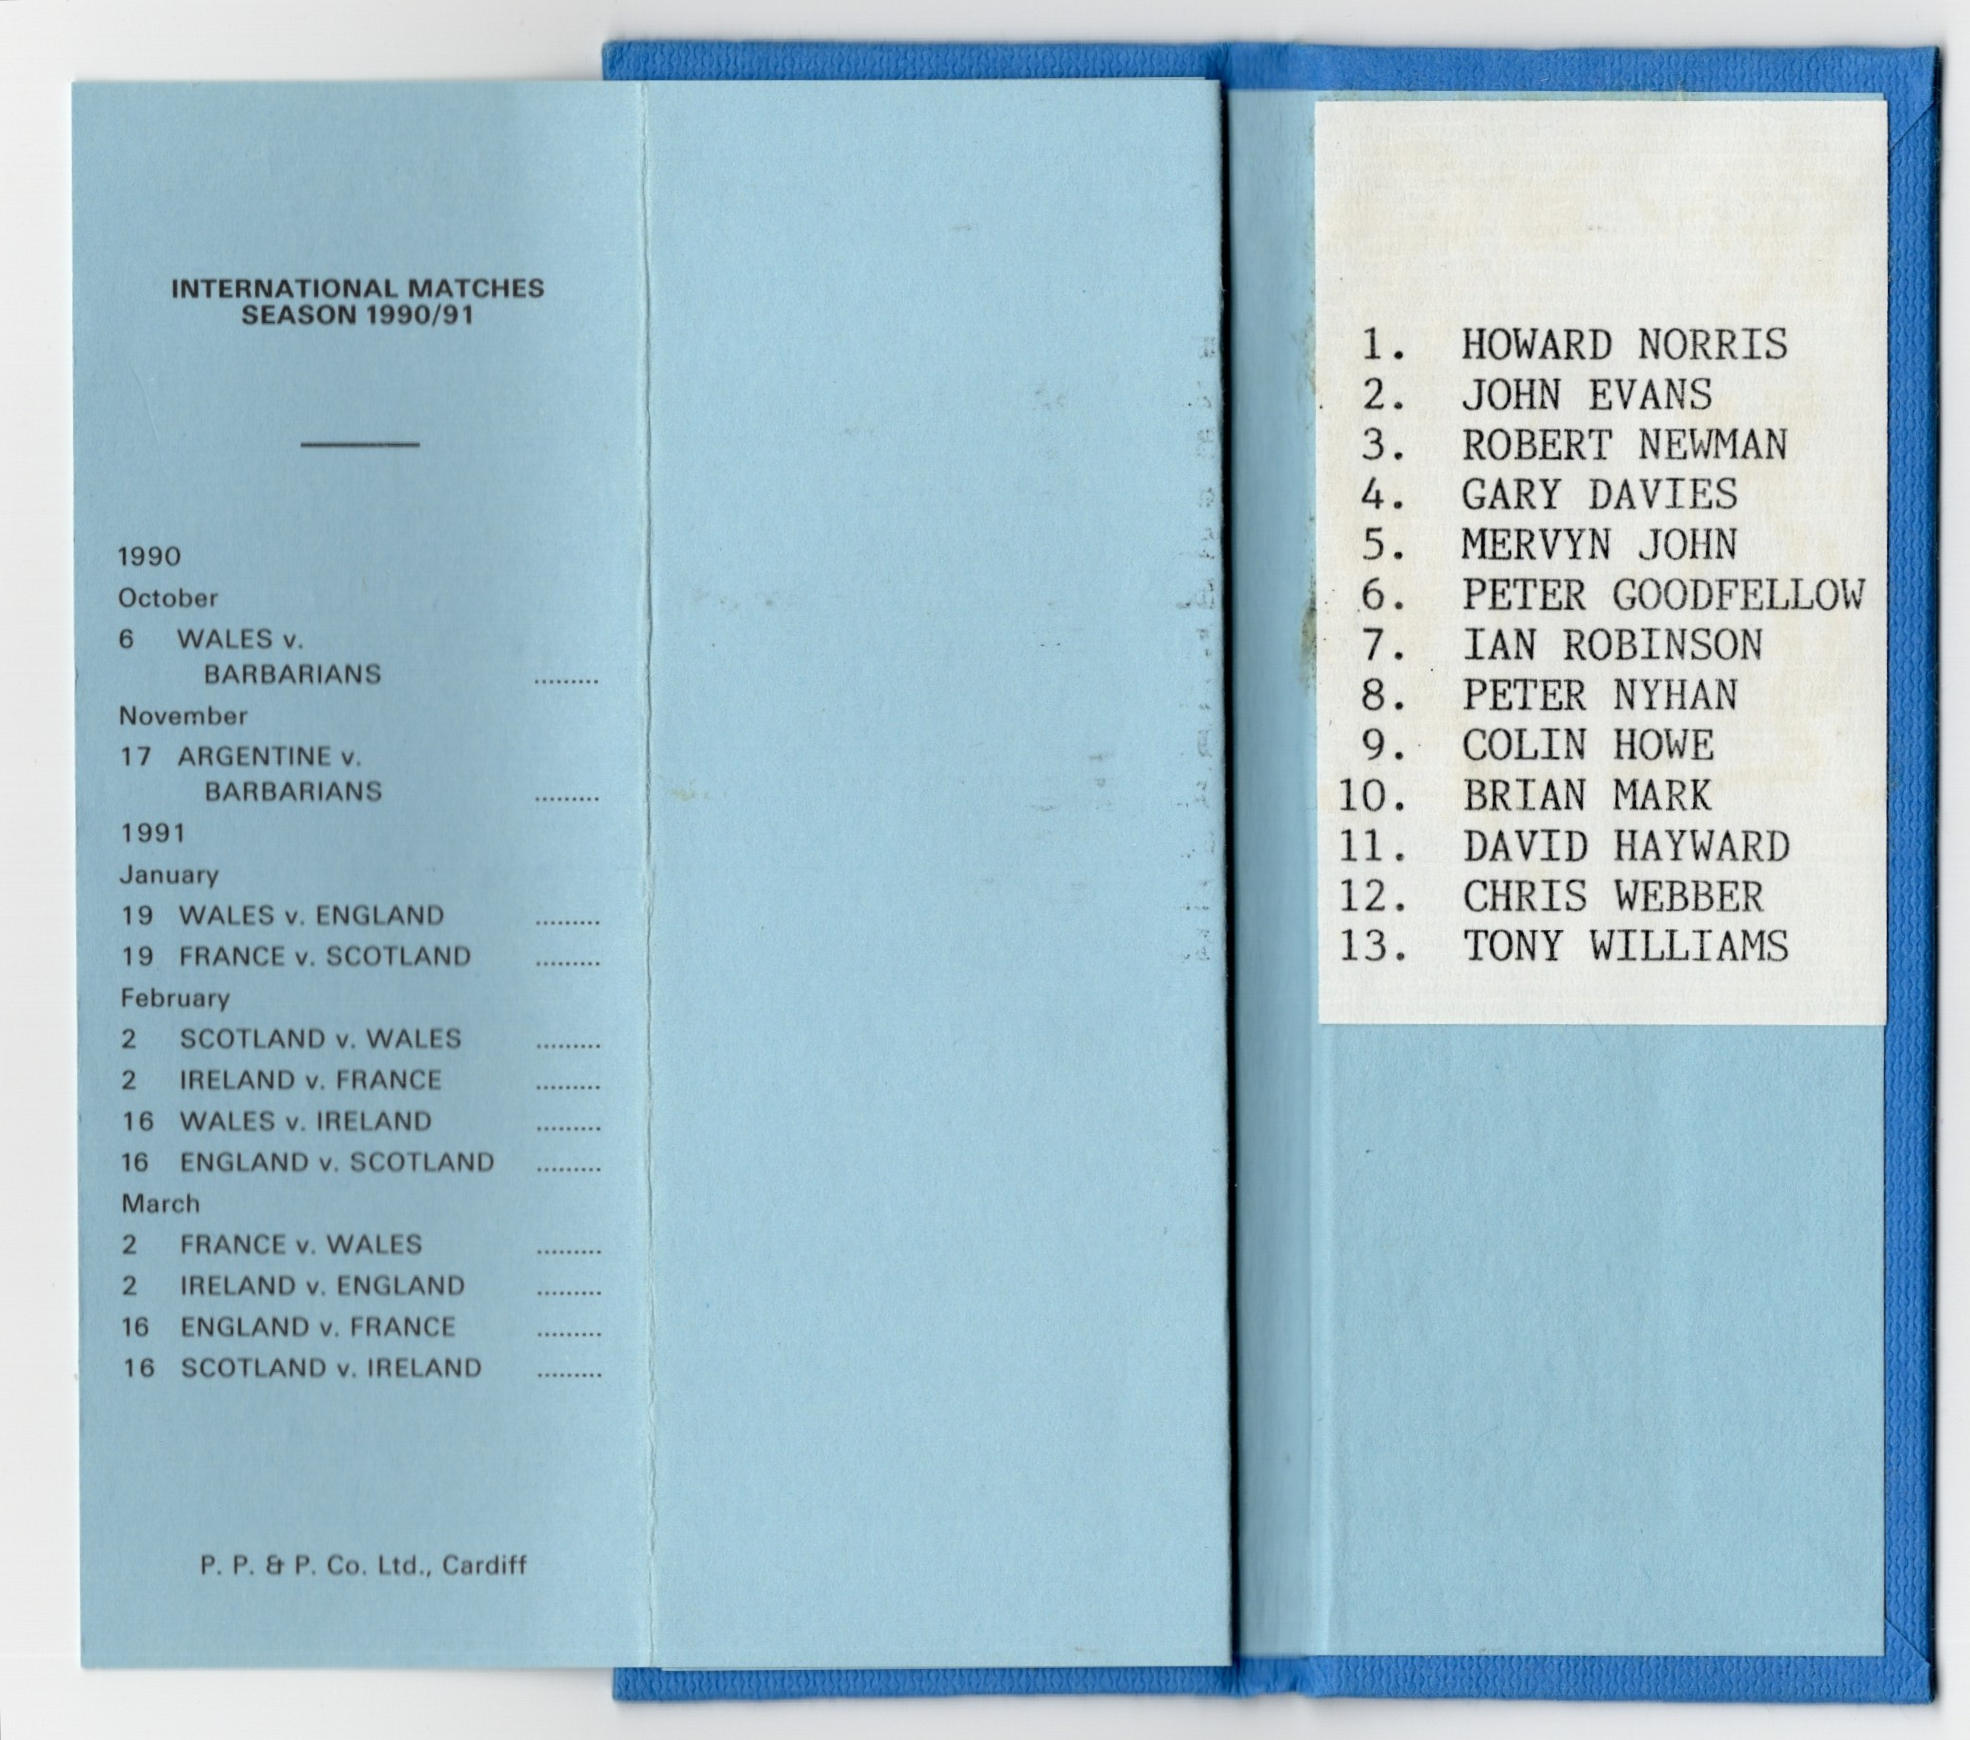 INTERNATIONAL MATCHES
SEASON 1990/91
1990
October
6 WALES v.
BARBARIANS .........
November
17 ARGENTINE v.
BARBARIANS .........
1991
January
19 WALES v. ENGLAND .........
19 FRANCE v. SCOTLAND .........
February
2 SCOTLAND v. WALES .........
2 IRELAND v. FRANCE .........
16 WALES v. IRELAND .........
16 ENGLAND v. SCOTLAND .........
March
2 FRANCE v. WALES .........
2 IRELAND v. ENGLAND .........
16 ENGLAND v. FRANCE .........
16 SCOTLAND v. IRELAND .........
P. P. & P. Co. Ltd., Cardiff
1. HOWARD NORRIS
2. JOHN EVANS
3. ROBERT NEWMAN
4. GARY DAVIES
5. MERVYN JOHN
6. PETER GOODFELLOW
7. IAN ROBINSON
8. PETER NYHAN
9. COLIN HOWE
10. BRIAN MARK
11. DAVID HAYWARD
12. CHRIS WEBBER
13. TONY WILLIAMS